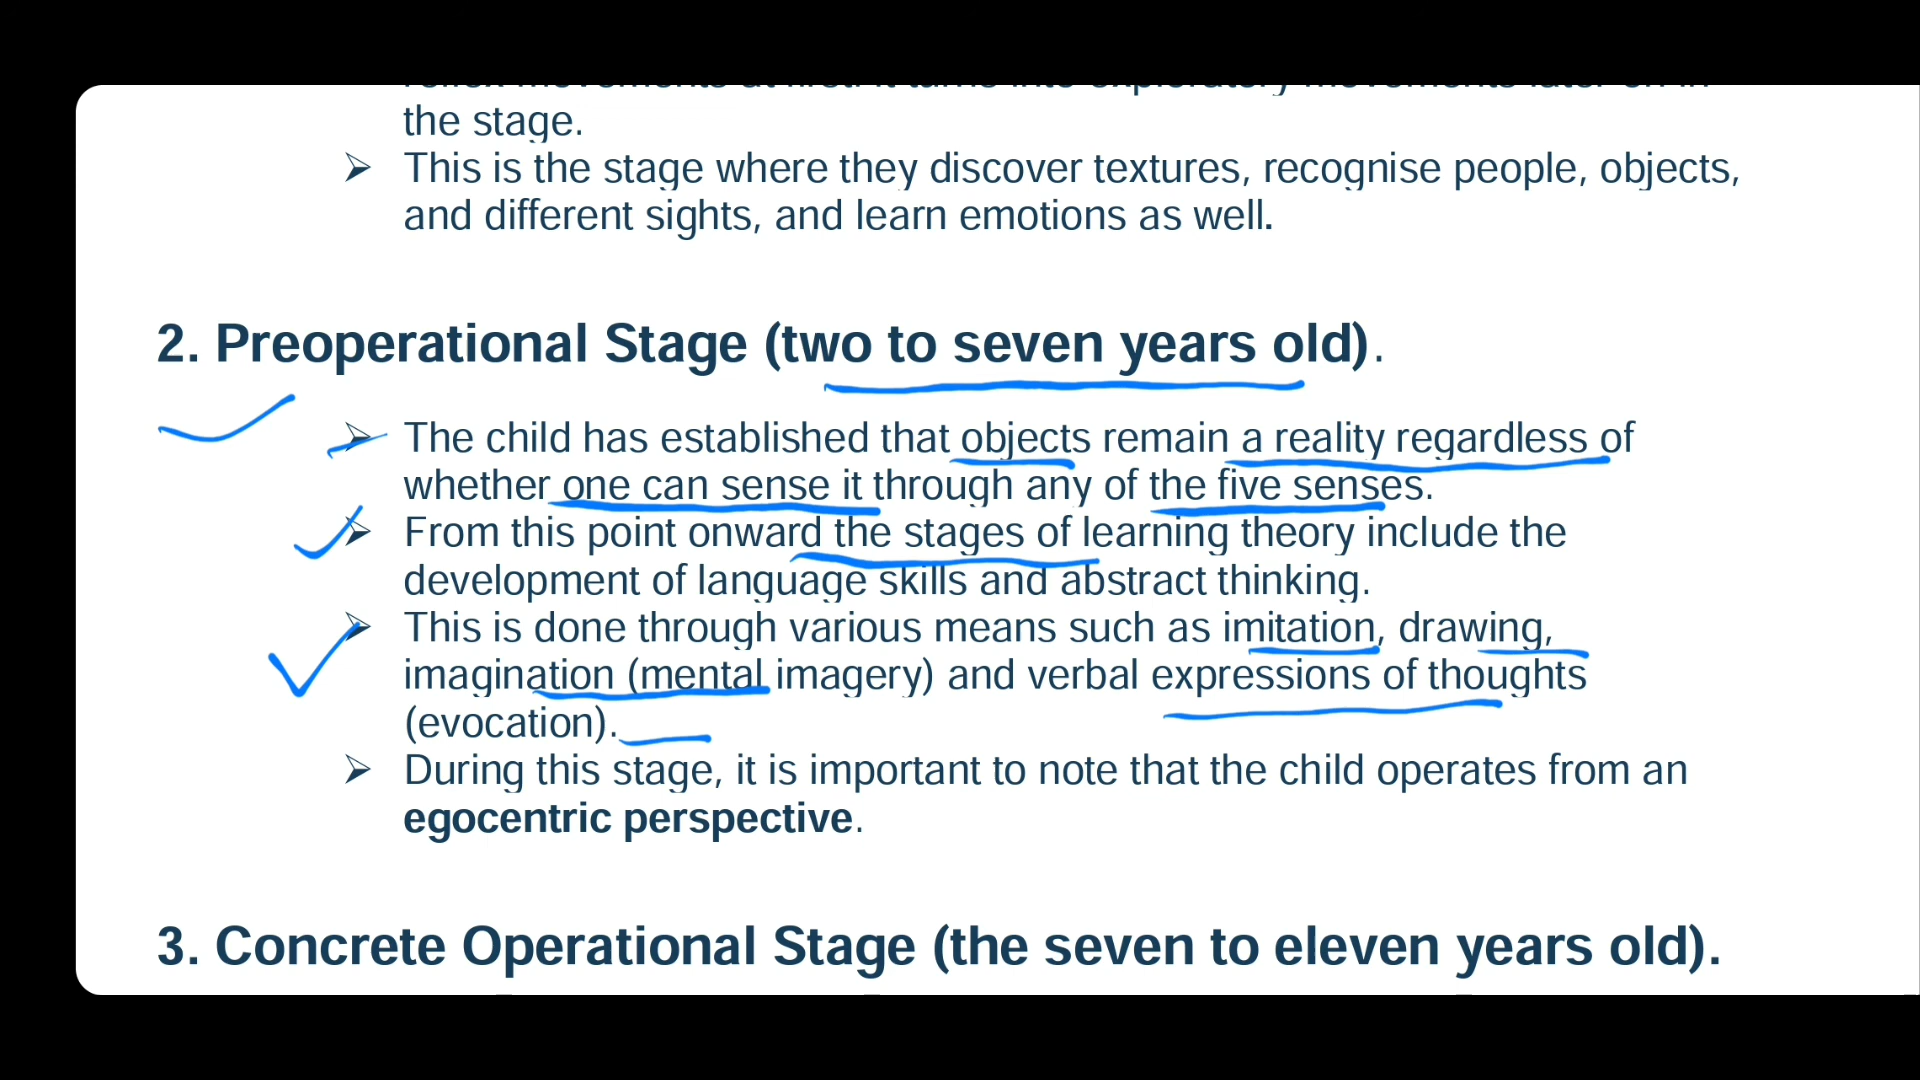 the stage.
➢ This is the stage where they discover textures, recognise people, objects,
and different sights, and learn emotions as well.
2. Preoperational Stage (two to seven years old).
➢ The child has established that objects remain a reality regardless of
whether one can sense it through any of the five senses.
➢ From this point onward the stages of learning theory include the
development of language skills and abstract thinking.
➢ This is done through various means such as imitation, drawing,
imagination (mental imagery) and verbal expressions of thoughts
(evocation).
➢ During this stage, it is important to note that the child operates from an
egocentric perspective.
3. Concrete Operational Stage (the seven to eleven years old).